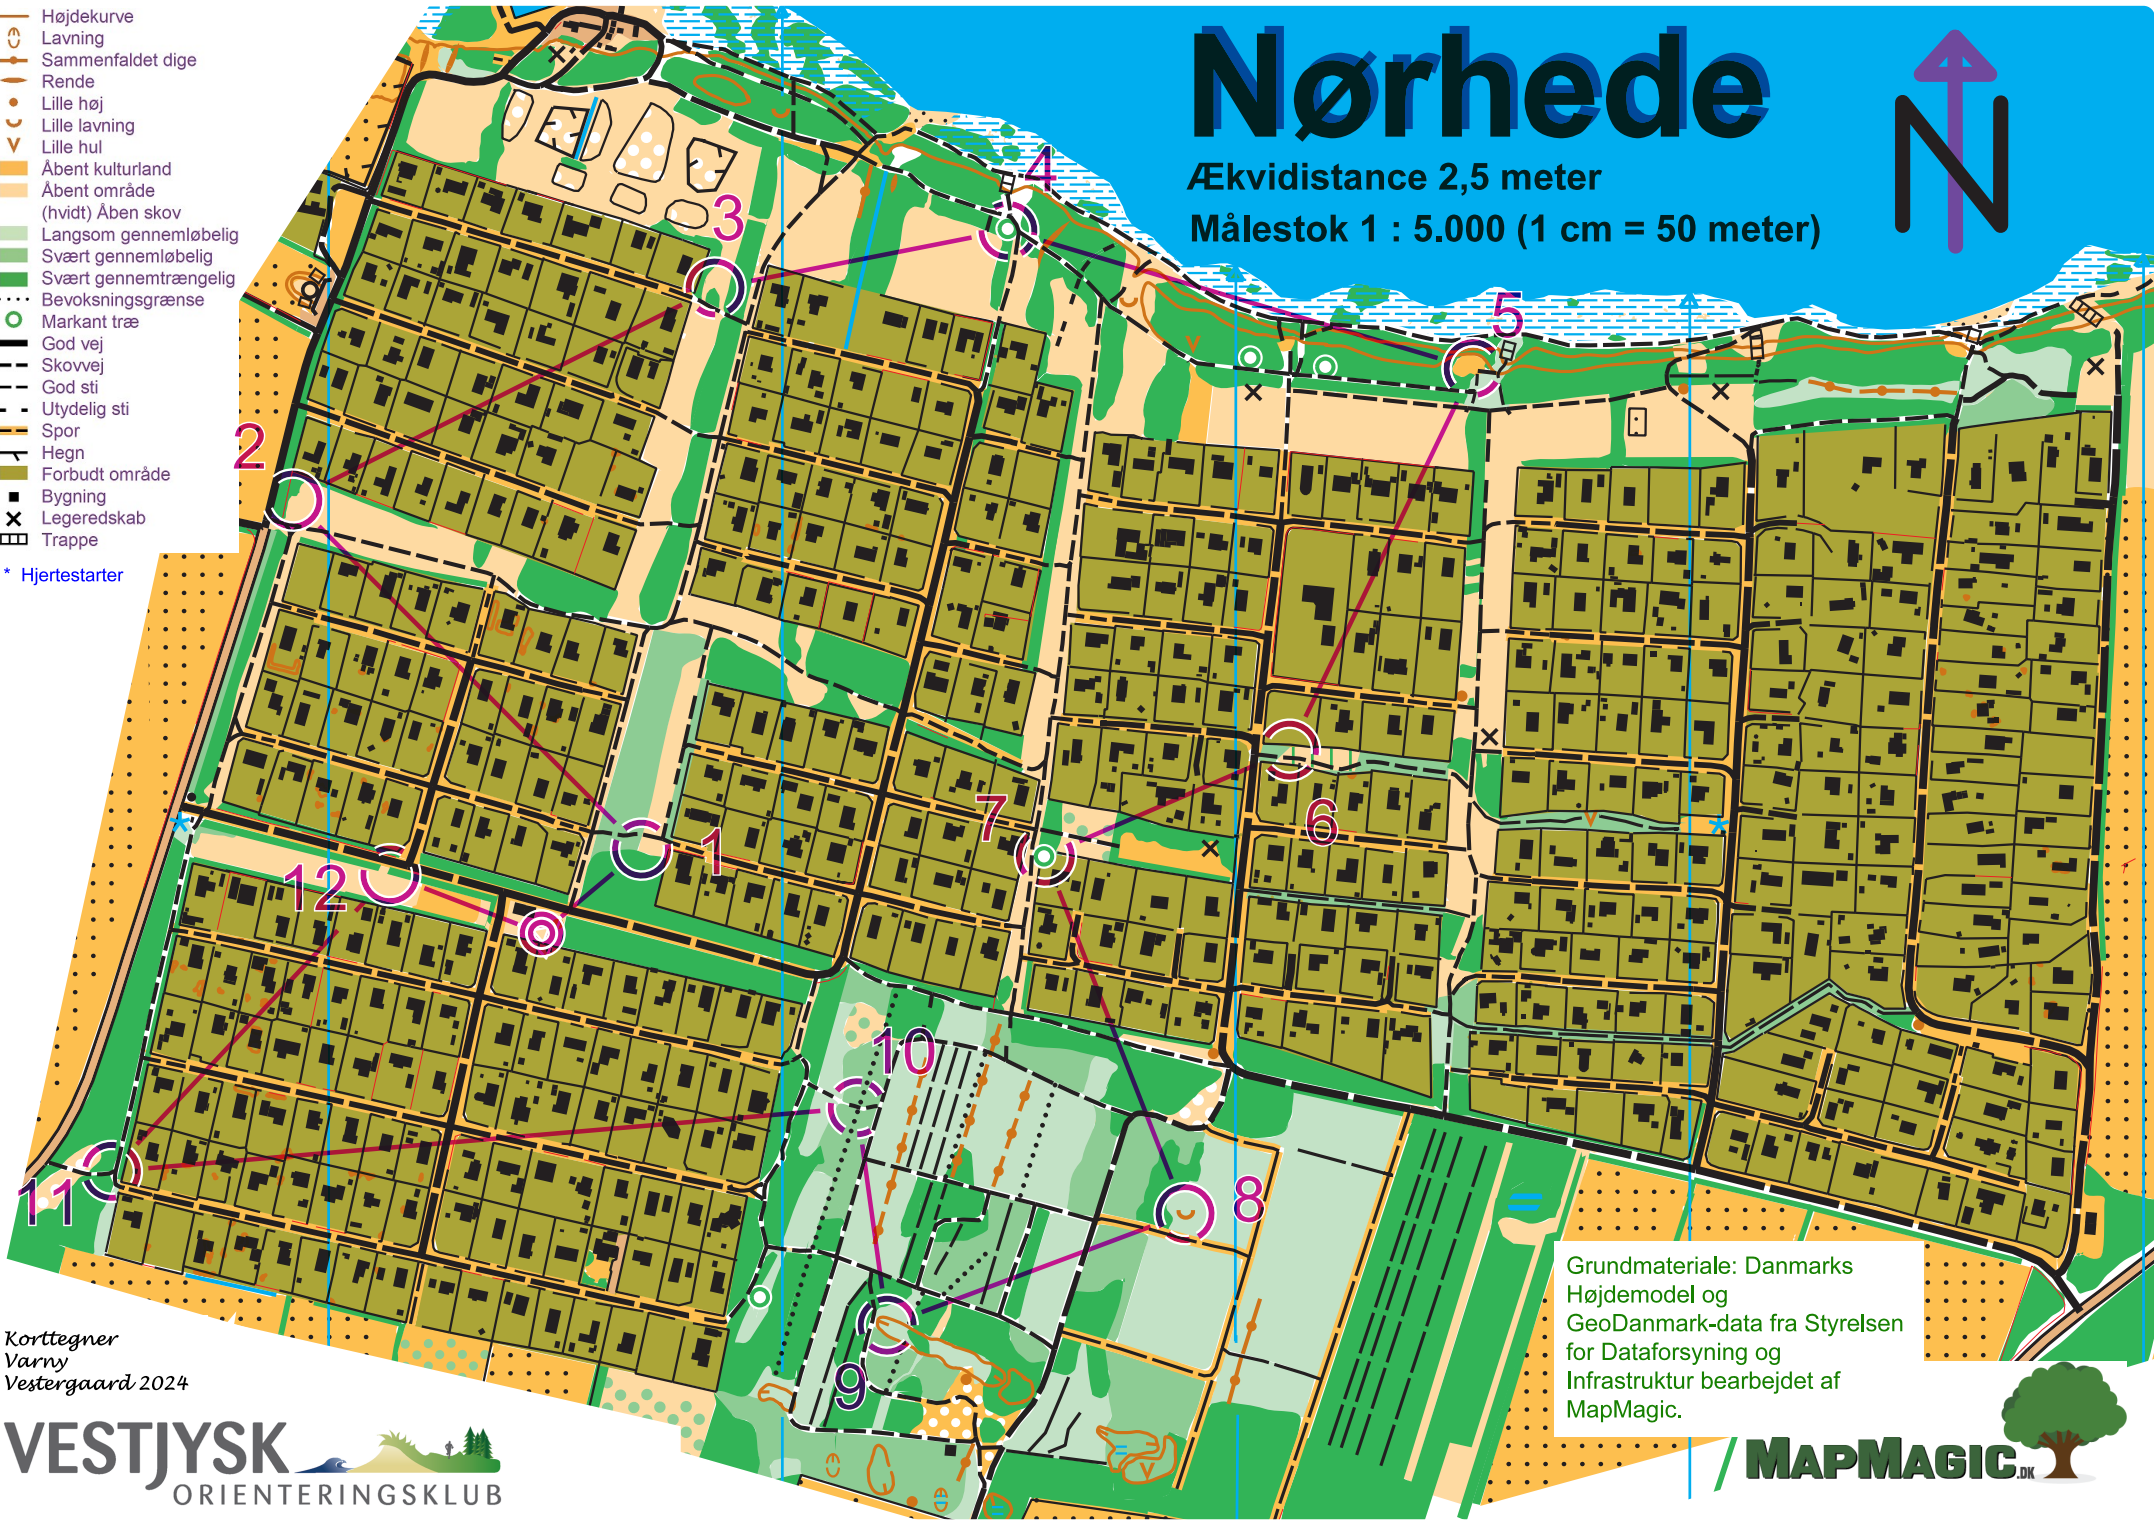 Højdekurve
Lavning
Sammenfaldet dige
Rende
Lille høj
Lille lavning
Lille hul
Åbent kulturland
Åbent område
(hvidt) Åben skov
Langsom gennemløbelig
Svært gennemløbelig
Svært gennemtrængelig
Bevoksningsgrænse
Markant træ
God vej
Skovvej
God sti
Utydelig sti
Spor
Hegn
Forbudt område
Bygning
Legeredskab
Trappe
* Hjertestarter
Nørhede
Ækvidistance 2,5 meter
Målestok 1 : 5.000 (1 cm = 50 meter)
N
4
3
5
2
7
6
1
12
10
11
8
9
Grundmateriale: Danmarks
Højdemodel og
GeoDanmark-data fra Styrelsen
for Dataforsyning og
Infrastruktur bearbejdet af
MapMagic.
Korttegner
Varny
Vestergaard 2024
VESTJYSK
ORIENTERINGSKLUB
MAPMAGIC.DK